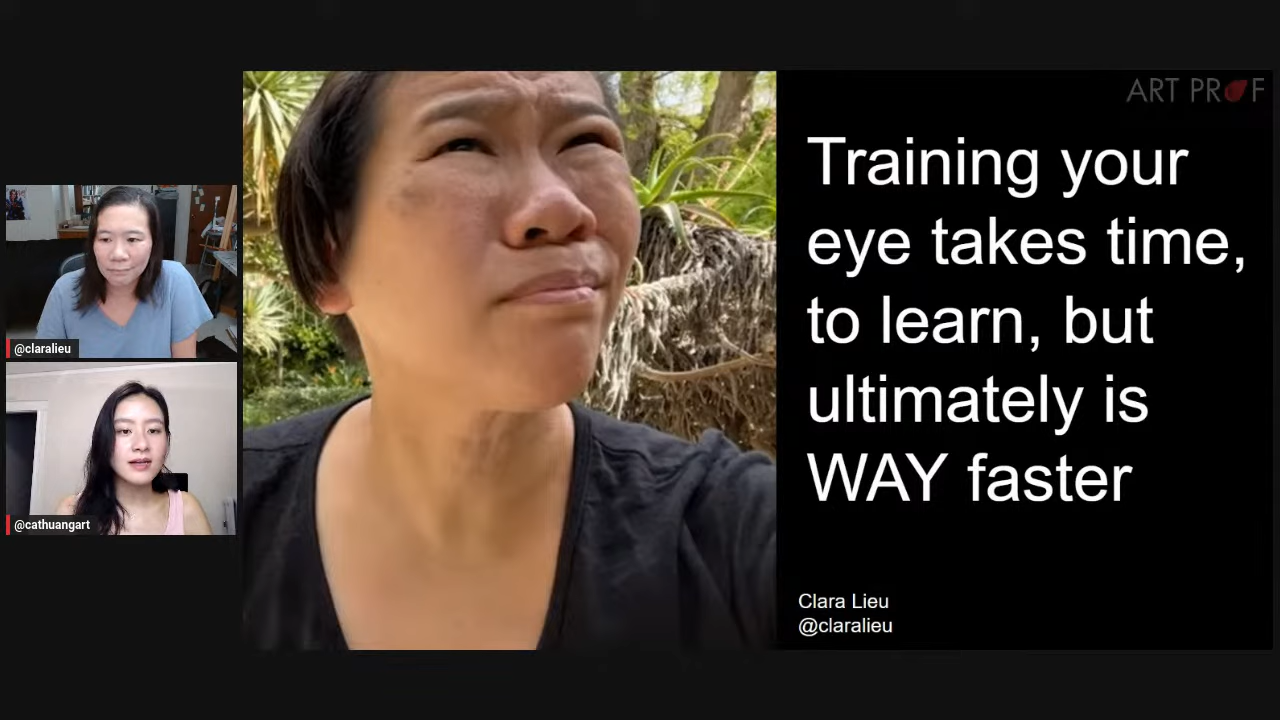 ART PROF
Training your
eye takes time,
to learn, but
ultimately is
WAY faster
Clara Lieu
@claralieu
@claralieu
@cathuangart